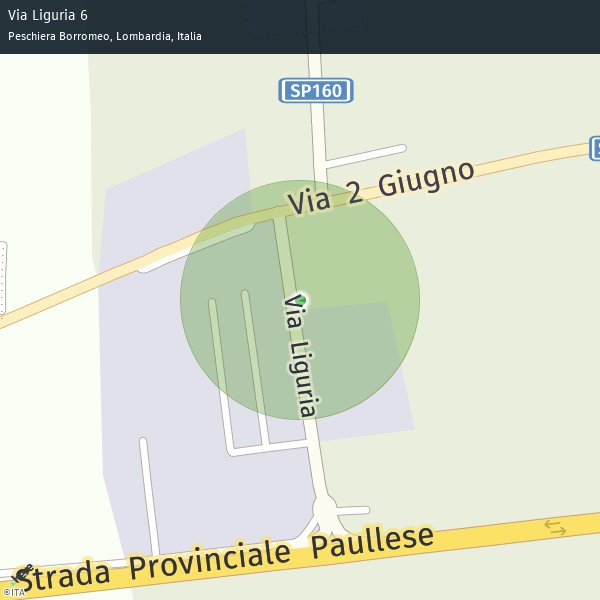 Via Liguria 6
Peschiera Borromeo, Lombardia, Italia
SP160
Via 2 Giugno
Via Liguria
Strada Provinciale Paullese
©ITA